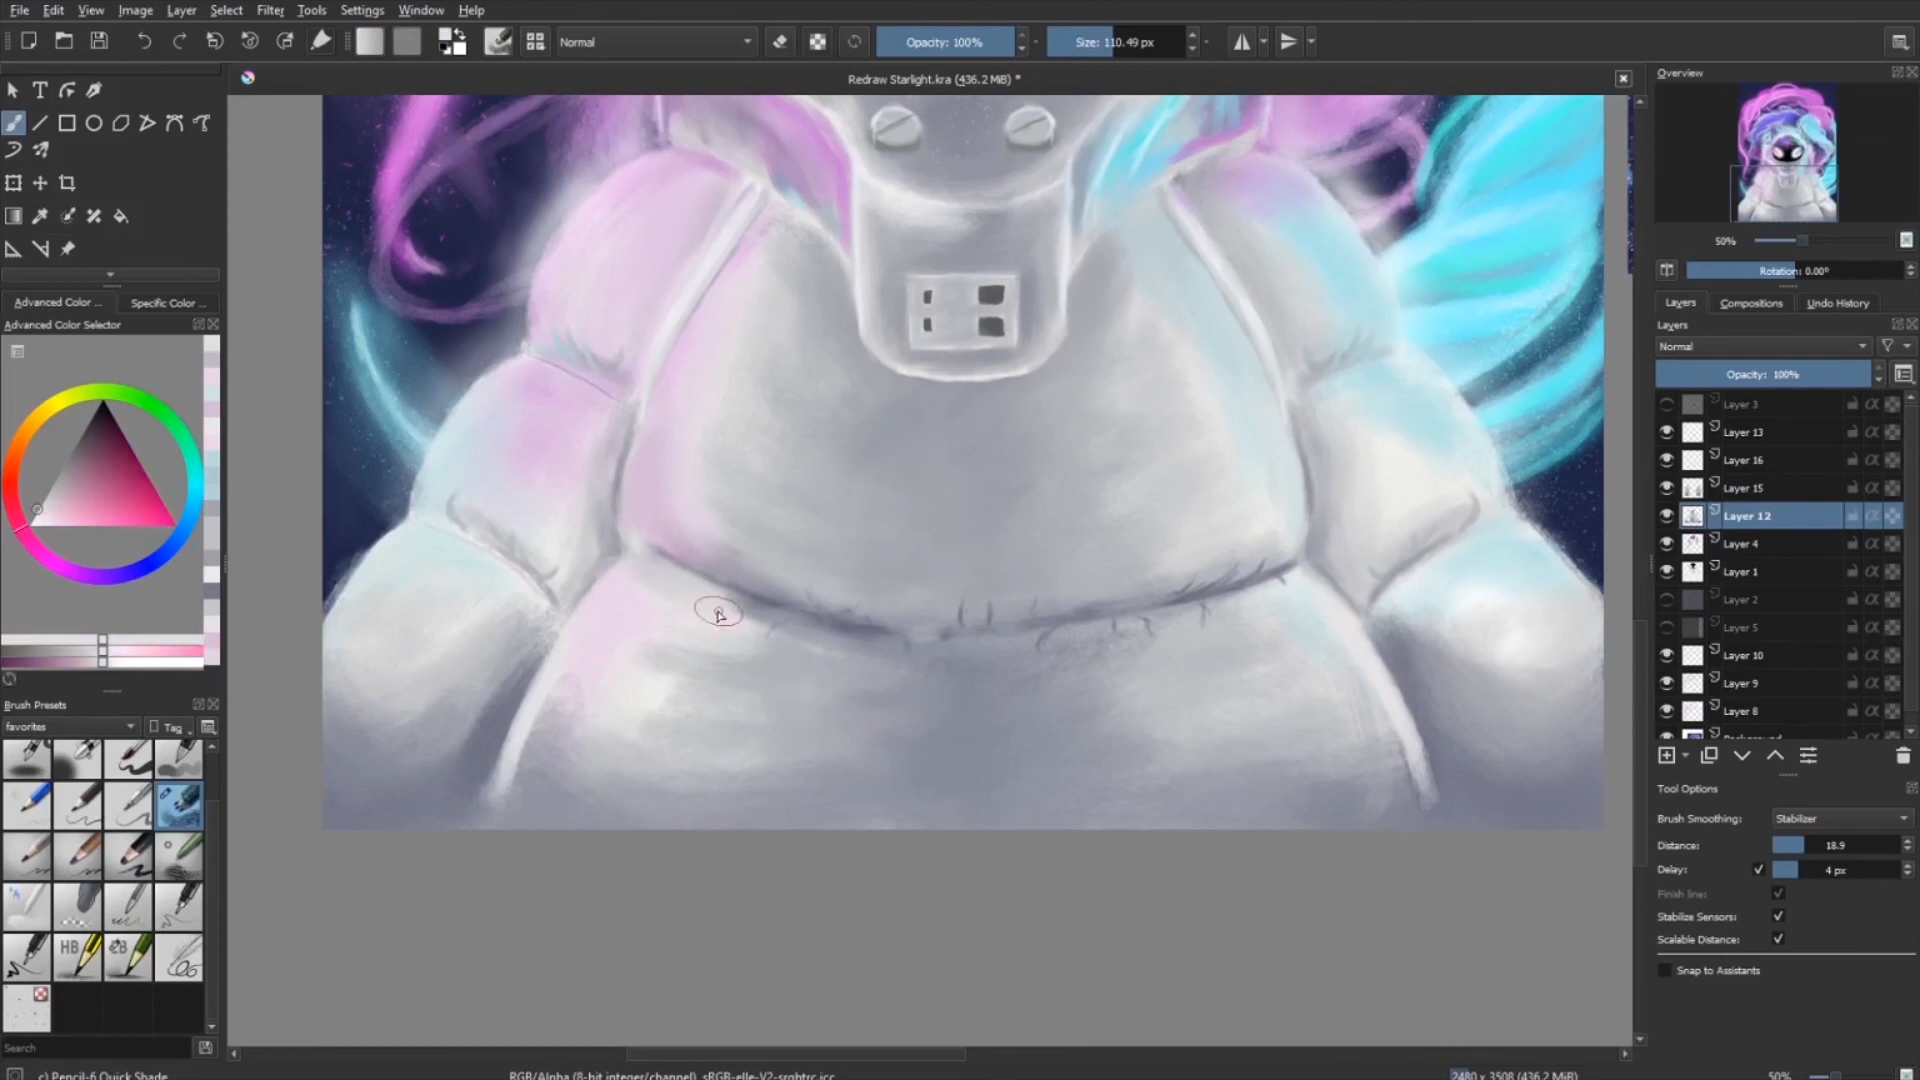 File Edit View Image Layer Select Filter Tools Settings Window Help
Normal Opacity: 100% Size: 110.49 px
Redraw Starlight.kra (436.2 MiB) *
Overview
50%
Rotation: 0.00°
Advanced Color ... Specific Color ...
Advanced Color Selector
Layers Compositions Undo History
Layers
Normal
Opacity: 100%
Layer 3
Layer 13
Layer 16
Layer 15
Layer 12
Layer 4
Layer 1
Layer 2
Layer 5
Layer 10
Layer 9
Layer 8
Background
Brush Presets
favorites Tag
HB 2B
Search
Tool Options
Brush Smoothing: Stabilizer
Distance: 18.9
Delay: 4 px
Finish line:
Stabilize Sensors:
Scalable Distance:
Snap to Assistants
c) Pencil-6 Quick Shade RGB/Alpha (8-bit integer/channel) sRGB-elle-V2-srgbtrc.icc 2480 x 3508 (436.2 MiB) 50%